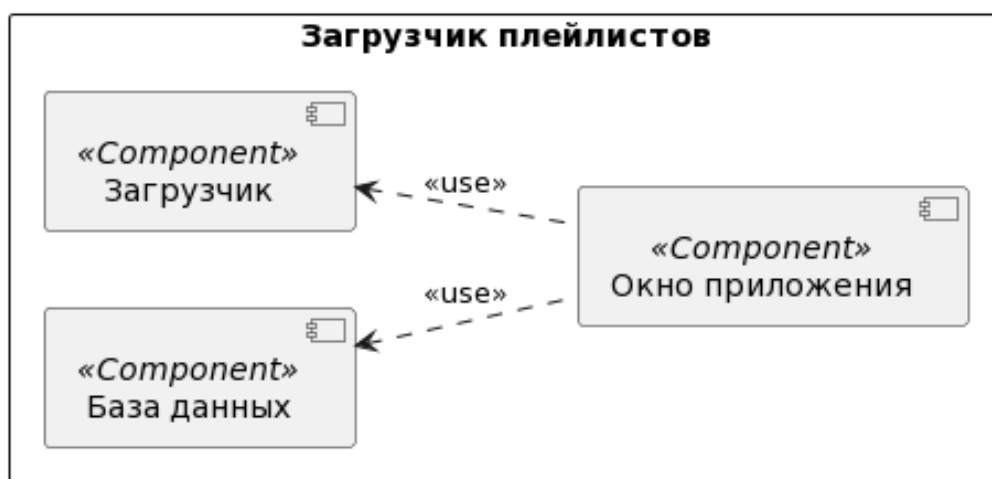 Загрузчик плейлистов
«Component»
Загрузчик
«use»
«Component»
Окно приложения
«use»
«Component»
База данных